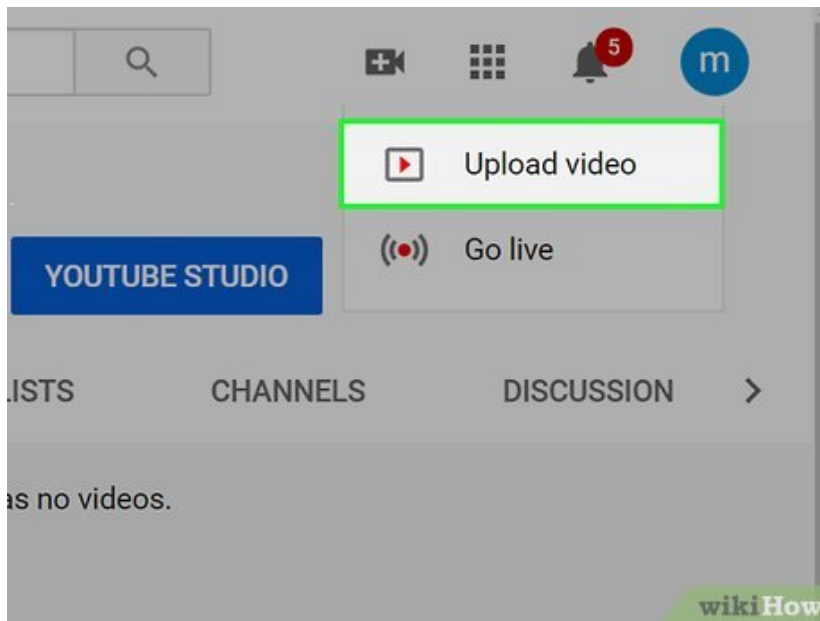 5
m
Upload video
YOUTUBE STUDIO
Go live
LISTS CHANNELS DISCUSSION
as no videos.
wikiHow